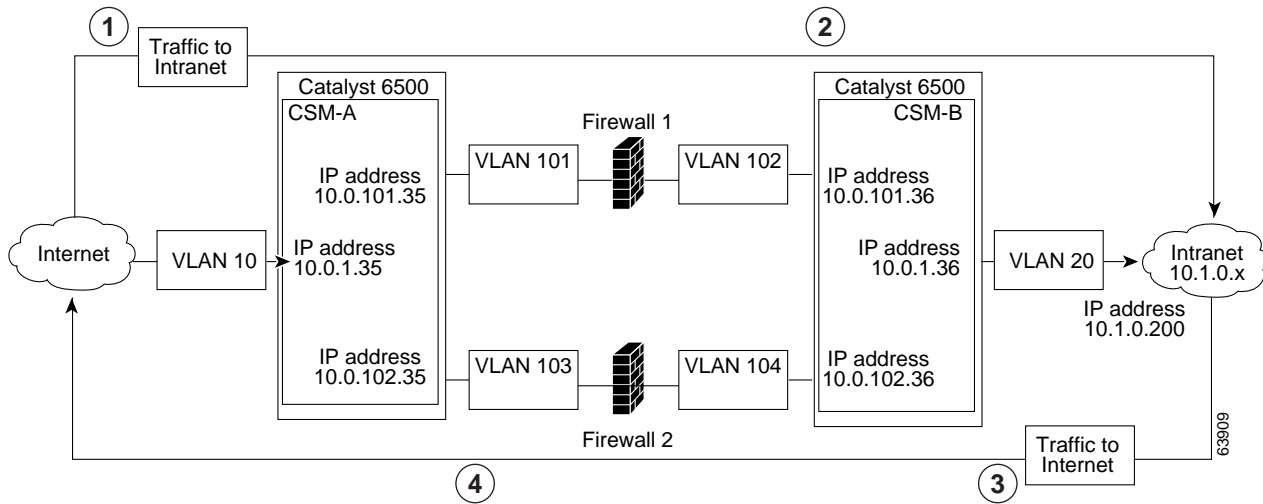 1
Traffic to
Intranet
2
Catalyst 6500
CSM-A
Catalyst 6500
CSM-B
Firewall 1
VLAN 101
VLAN 102
IP address
10.0.101.35
IP address
10.0.101.36
Internet
VLAN 10
IP address
10.0.1.35
IP address
10.0.1.36
VLAN 20
Intranet
10.1.0.x
IP address
10.1.0.200
IP address
10.0.102.35
VLAN 103
VLAN 104
IP address
10.0.102.36
Firewall 2
Traffic to
Internet
63909
4
3